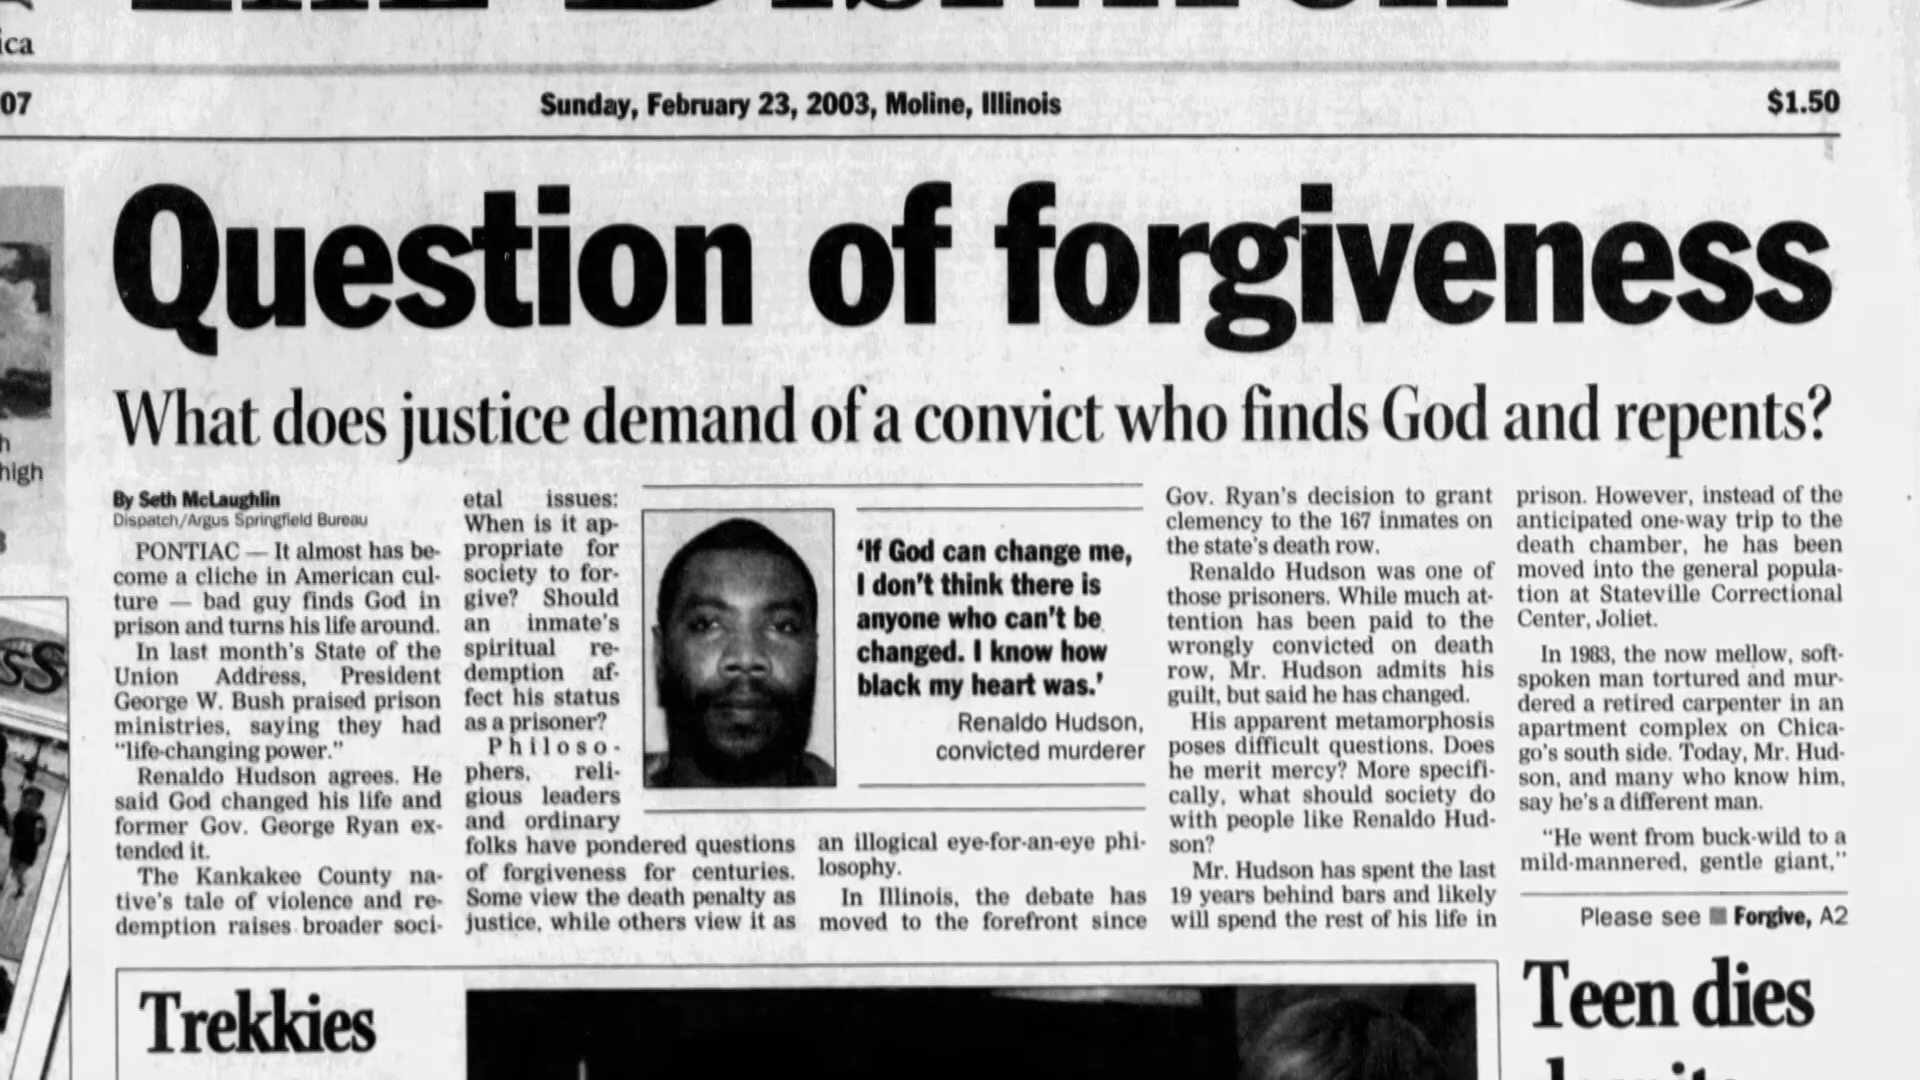 ica
07
Sunday, February 23, 2003, Moline, Illinois
$1.50
Question of forgiveness
What does justice demand of a convict who finds God and repents?
h
high
By Seth McLaughlin
Dispatch/Argus Springfield Bureau
PONTIAC — It almost has be-
come a cliche in American cul-
ture — bad guy finds God in
prison and turns his life around.
In last month's State of the
Union Address, President
George W. Bush praised prison
ministries, saying they had
"life-changing power."
Renaldo Hudson agrees. He
said God changed his life and
former Gov. George Ryan ex-
tended it.
The Kankakee County na-
tive's tale of violence and re-
demption raises broader soci-
etal issues:
When is it ap-
propriate for
society to for-
give? Should
an inmate's
spiritual re-
demption af-
fect his status
as a prisoner?
Philoso-
phers, reli-
gious leaders
and ordinary
folks have pondered questions
of forgiveness for centuries.
Some view the death penalty as
justice, while others view it as
'If God can change me,
I don't think there is
anyone who can't be
changed. I know how
black my heart was.'
Renaldo Hudson,
convicted murderer
an illogical eye-for-an-eye phi-
losophy.
In Illinois, the debate has
moved to the forefront since
Gov. Ryan's decision to grant
clemency to the 167 inmates on
the state's death row.
Renaldo Hudson was one of
those prisoners. While much at-
tention has been paid to the
wrongly convicted on death
row, Mr. Hudson admits his
guilt, but said he has changed.
His apparent metamorphosis
poses difficult questions. Does
he merit mercy? More specifi-
cally, what should society do
with people like Renaldo Hud-
son?
Mr. Hudson has spent the last
19 years behind bars and likely
will spend the rest of his life in
prison. However, instead of the
anticipated one-way trip to the
death chamber, he has been
moved into the general popula-
tion at Stateville Correctional
Center, Joliet.
In 1983, the now mellow, soft-
spoken man tortured and mur-
dered a retired carpenter in an
apartment complex on Chica-
go's south side. Today, Mr. Hud-
son, and many who know him,
say he's a different man.
"He went from buck-wild to a
mild-mannered, gentle giant,"
Please see Forgive, A2
Trekkies
Teen dies